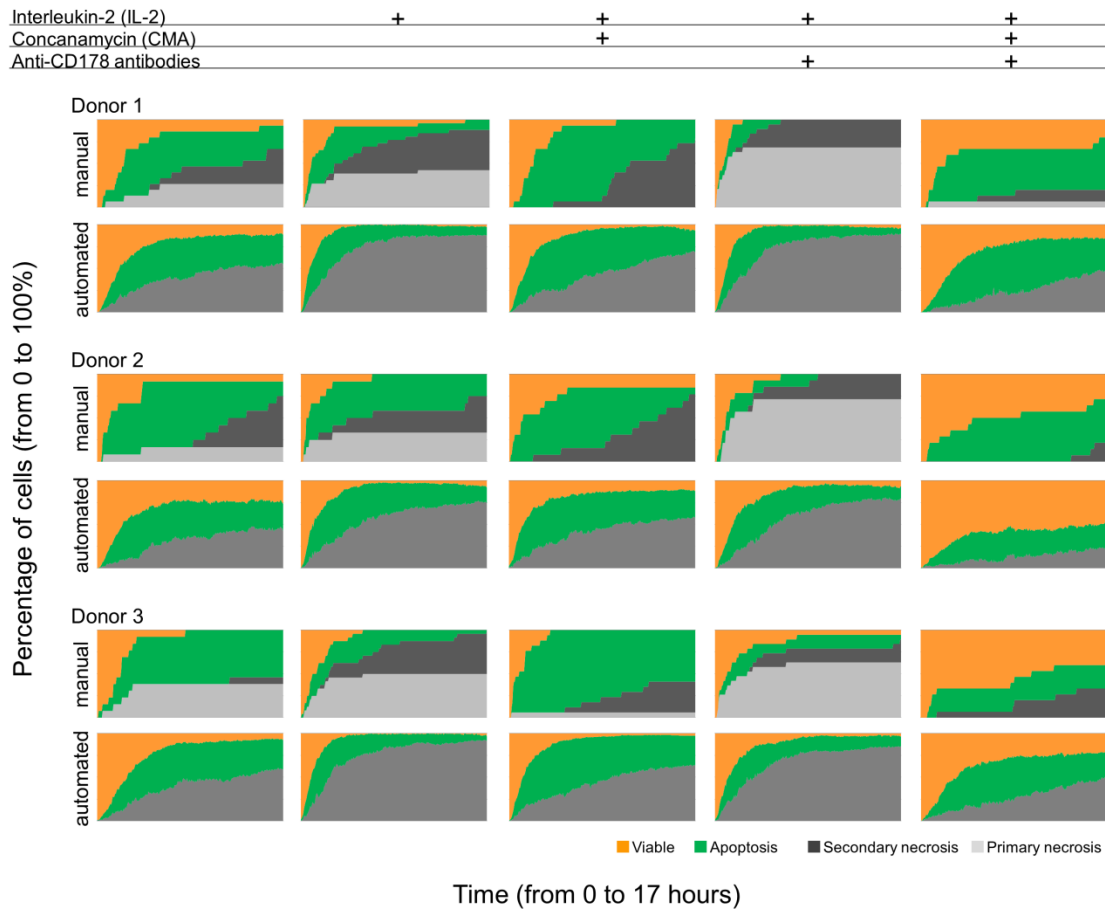 Interleukin-2 (IL-2) + + + +
Concanamycin (CMA) + +
Anti-CD178 antibodies + +
Percentage of cells (from 0 to 100%)
Donor 1
manual
automated
Donor 2
manual
automated
Donor 3
manual
automated
Viable Apoptosis Secondary necrosis Primary necrosis
Time (from 0 to 17 hours)